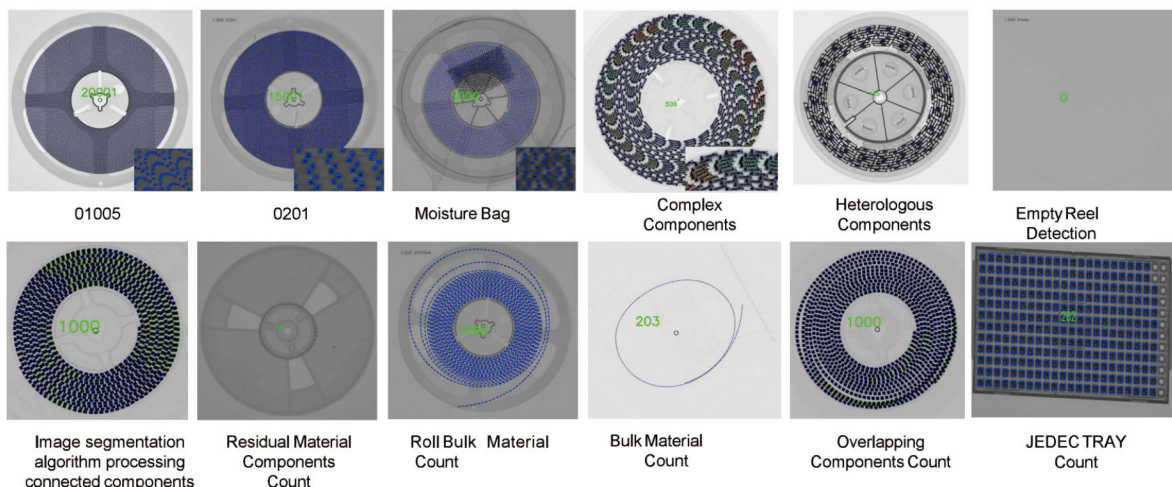 20001
15001
506
0
01005
0201
Moisture Bag
Complex
Components
Heterologous
Components
Empty Reel
Detection
1000
203
1000
202
Image segmentation
algorithm processing
connected components
Residual Material
Components
Count
Roll Bulk Material
Count
Bulk Material
Count
Overlapping
Components Count
JEDEC TRAY
Count